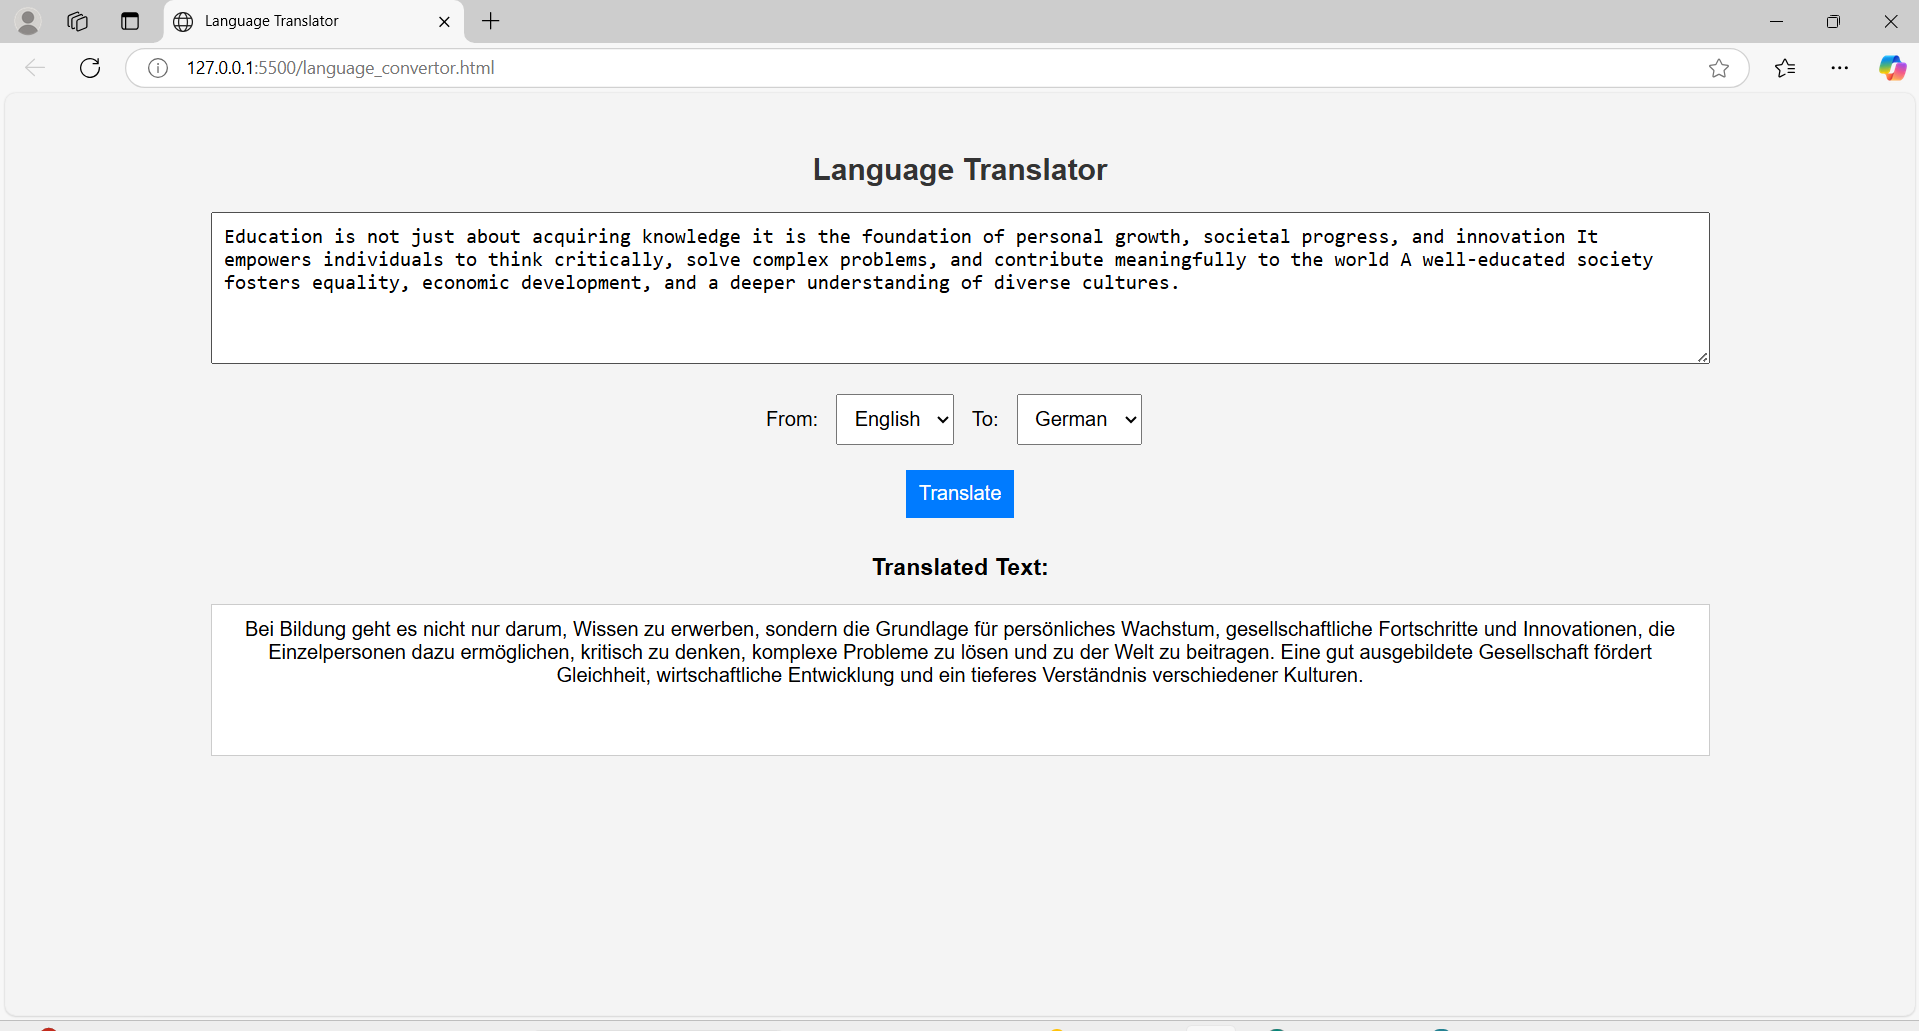 Language Translator
127.0.0.1:5500/language_convertor.html
Language Translator
Education is not just about acquiring knowledge it is the foundation of personal growth, societal progress, and innovation It
empowers individuals to think critically, solve complex problems, and contribute meaningfully to the world A well-educated society
fosters equality, economic development, and a deeper understanding of diverse cultures.
From: English To: German
Translate
Translated Text:
Bei Bildung geht es nicht nur darum, Wissen zu erwerben, sondern die Grundlage für persönliches Wachstum, gesellschaftliche Fortschritte und Innovationen, die
Einzelpersonen dazu ermöglichen, kritisch zu denken, komplexe Probleme zu lösen und zu der Welt zu beitragen. Eine gut ausgebildete Gesellschaft fördert
Gleichheit, wirtschaftliche Entwicklung und ein tieferes Verständnis verschiedener Kulturen.